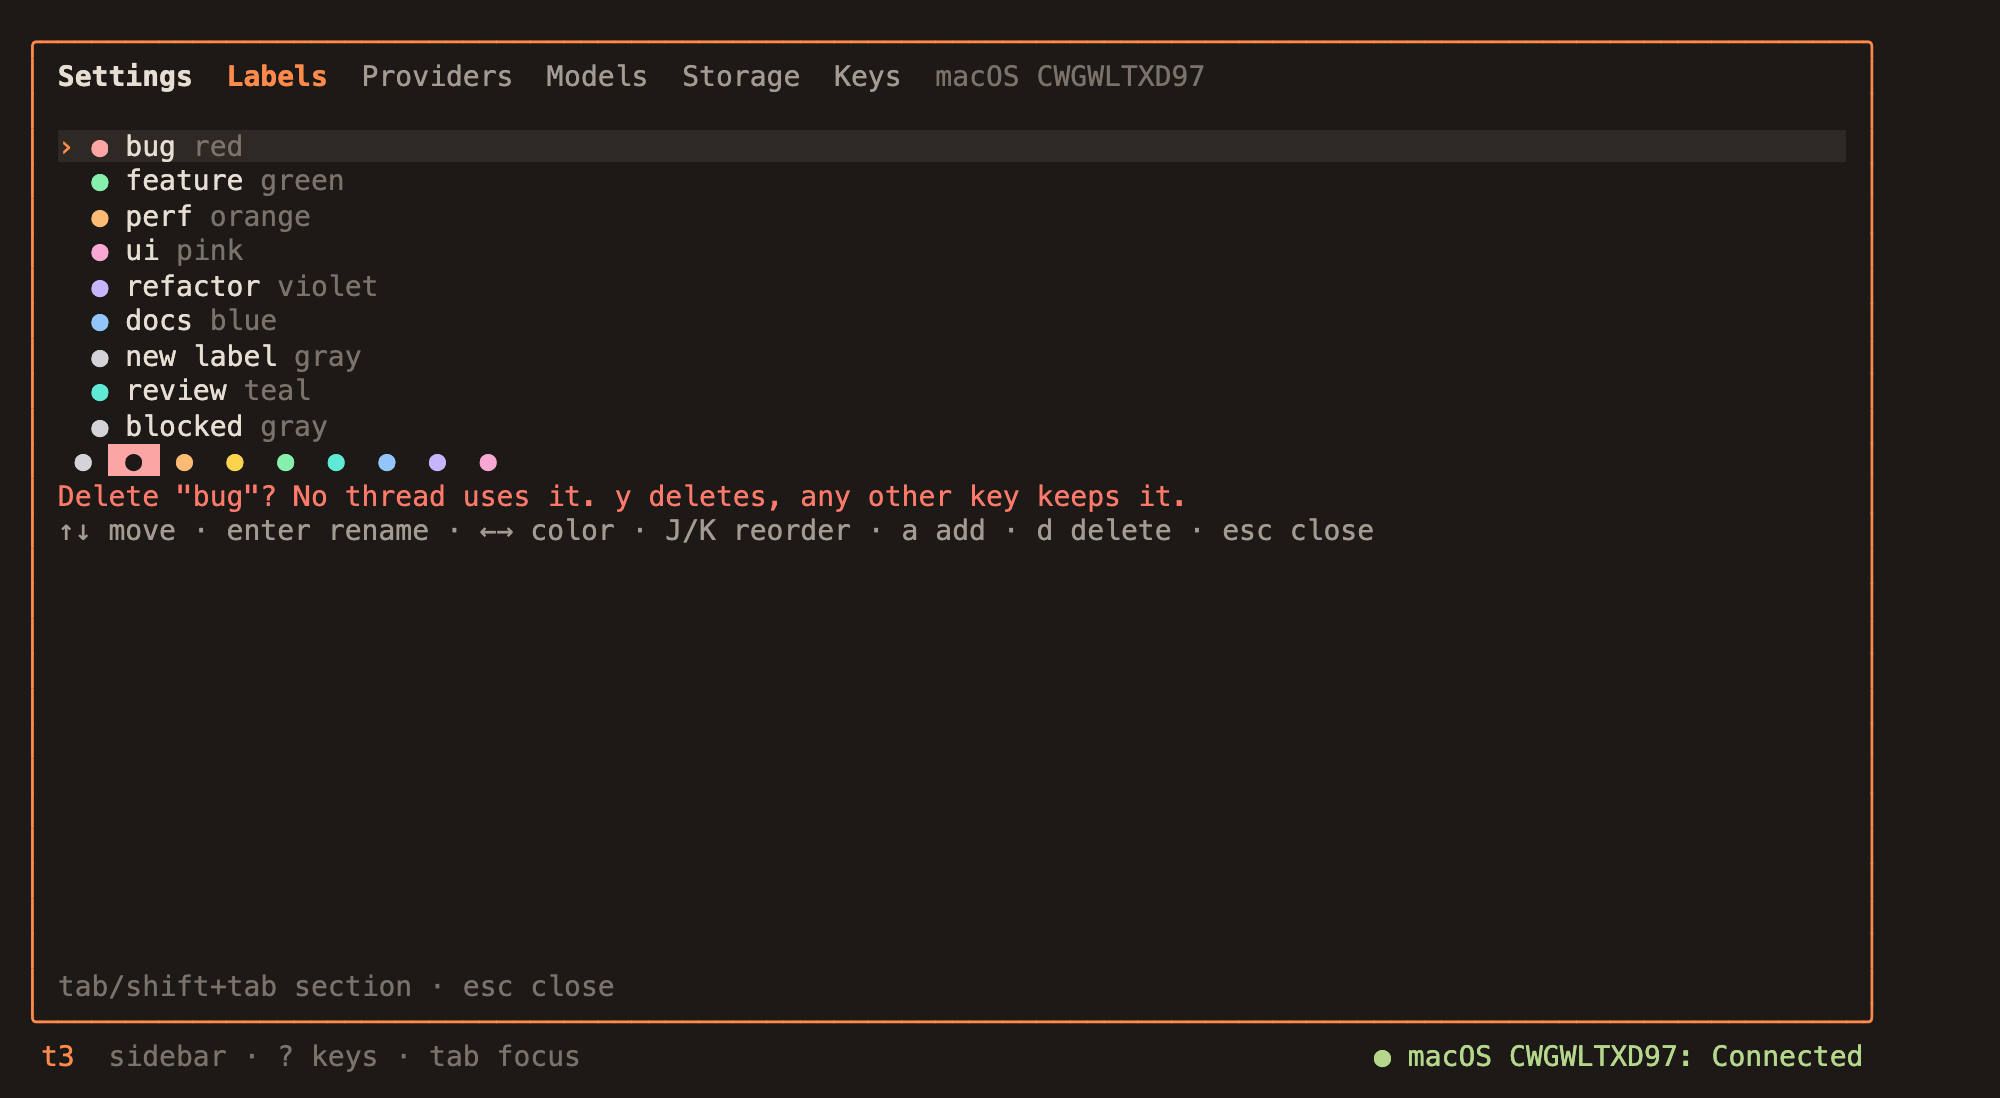 Settings Labels Providers Models Storage Keys macOS CWGWLTXD97
› ● bug red
● feature green
● perf orange
● ui pink
● refactor violet
● docs blue
● new label gray
● review teal
● blocked gray
● ● ● ● ● ● ● ● ●
Delete "bug"? No thread uses it. y deletes, any other key keeps it.
↑↓ move · enter rename · ←→ color · J/K reorder · a add · d delete · esc close
tab/shift+tab section · esc close
t3 sidebar · ? keys · tab focus ● macOS CWGWLTXD97: Connected